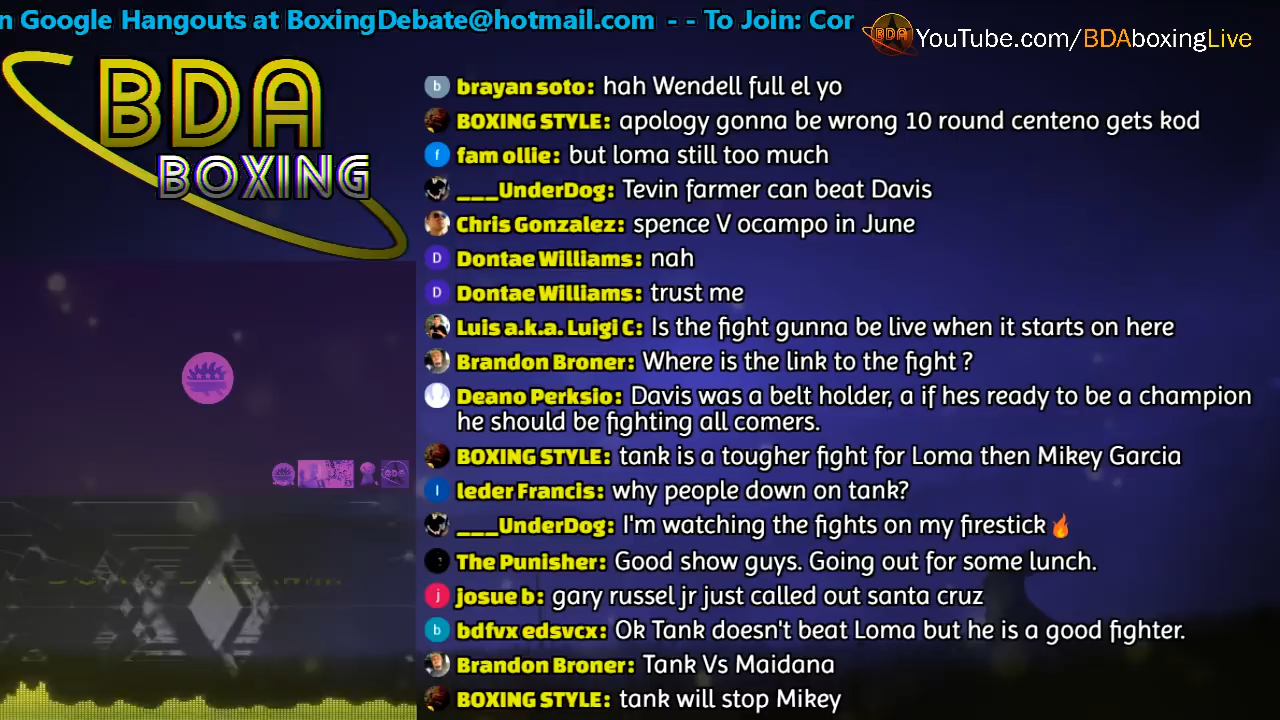 n Google Hangouts at BoxingDebate@hotmail.com - - To Join: Cor
BDA YouTube.com/BDAboxingLive
BDA
BOXING
b brayan soto: hah Wendell full el yo
BOXING STYLE: apology gonna be wrong 10 round centeno gets kod
f fam ollie: but loma still too much
___UnderDog: Tevin farmer can beat Davis
Chris Gonzalez: spence V ocampo in June
D Dontae Williams: nah
D Dontae Williams: trust me
Luis a.k.a. Luigi C: Is the fight gunna be live when it starts on here
Brandon Broner: Where is the link to the fight ?
Deano Perksio: Davis was a belt holder, a if hes ready to be a champion
he should be fighting all comers.
BOXING STYLE: tank is a tougher fight for Loma then Mikey Garcia
l leder Francis: why people down on tank?
___UnderDog: I'm watching the fights on my firestick🔥
The Punisher: Good show guys. Going out for some lunch.
j josue b: gary russel jr just called out santa cruz
b bdfvx edsvcx: Ok Tank doesn't beat Loma but he is a good fighter.
Brandon Broner: Tank Vs Maidana
BOXING STYLE: tank will stop Mikey